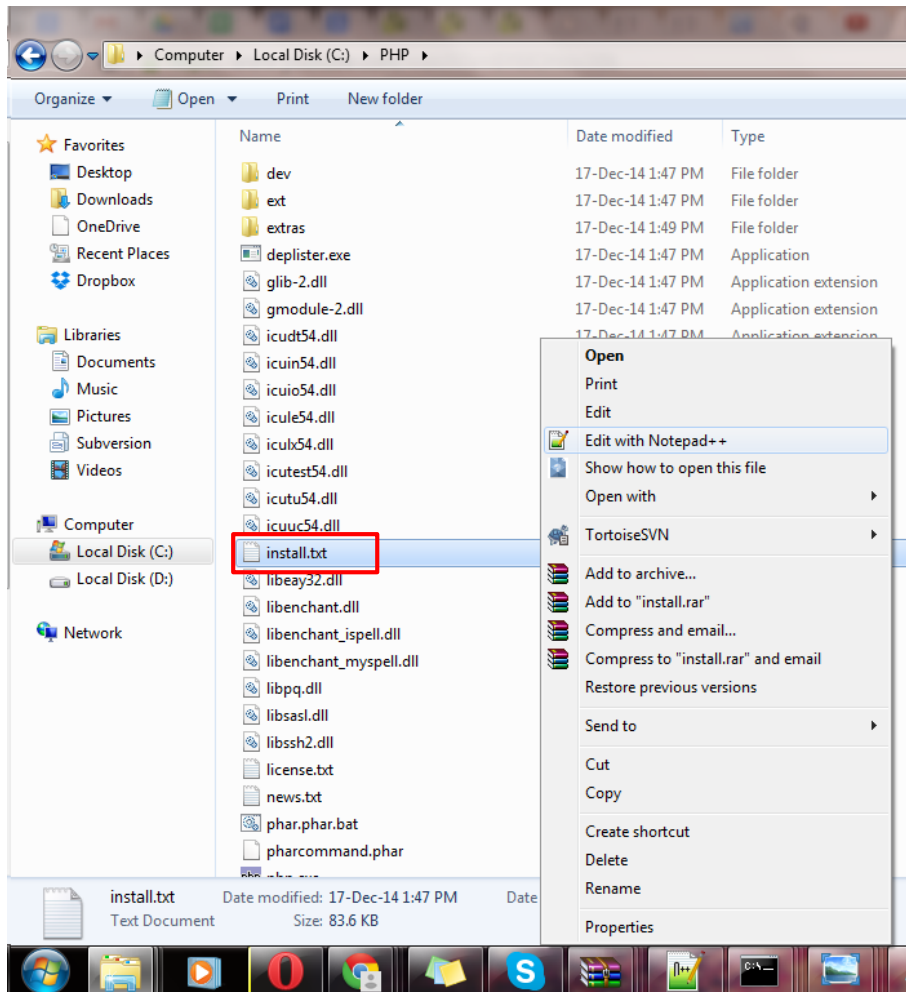 Computer Local Disk (C:) PHP
Organize Open Print New folder
Name Date modified Type
Favorites
Desktop
Downloads
OneDrive
Recent Places
Dropbox
Libraries
Documents
Music
Pictures
Subversion
Videos
Computer
Local Disk (C:)
Local Disk (D:)
Network
dev 17-Dec-14 1:47 PM File folder
ext 17-Dec-14 1:47 PM File folder
extras 17-Dec-14 1:49 PM File folder
deplister.exe 17-Dec-14 1:47 PM Application
glib-2.dll 17-Dec-14 1:47 PM Application extension
gmodule-2.dll 17-Dec-14 1:47 PM Application extension
icudt54.dll 17-Dec-14 1:47 PM Application extension
icuin54.dll
icuio54.dll
icule54.dll
iculx54.dll
icutest54.dll
icutu54.dll
icuuc54.dll
install.txt
libeay32.dll
libenchant.dll
libenchant_ispell.dll
libenchant_myspell.dll
libpq.dll
libsasl.dll
libssh2.dll
license.txt
news.txt
phar.phar.bat
pharcommand.phar
Open
Print
Edit
Edit with Notepad++
Show how to open this file
Open with
TortoiseSVN
Add to archive...
Add to "install.rar"
Compress and email...
Compress to "install.rar" and email
Restore previous versions
Send to
Cut
Copy
Create shortcut
Delete
Rename
Properties
install.txt Date modified: 17-Dec-14 1:47 PM Date
Text Document Size: 83.6 KB